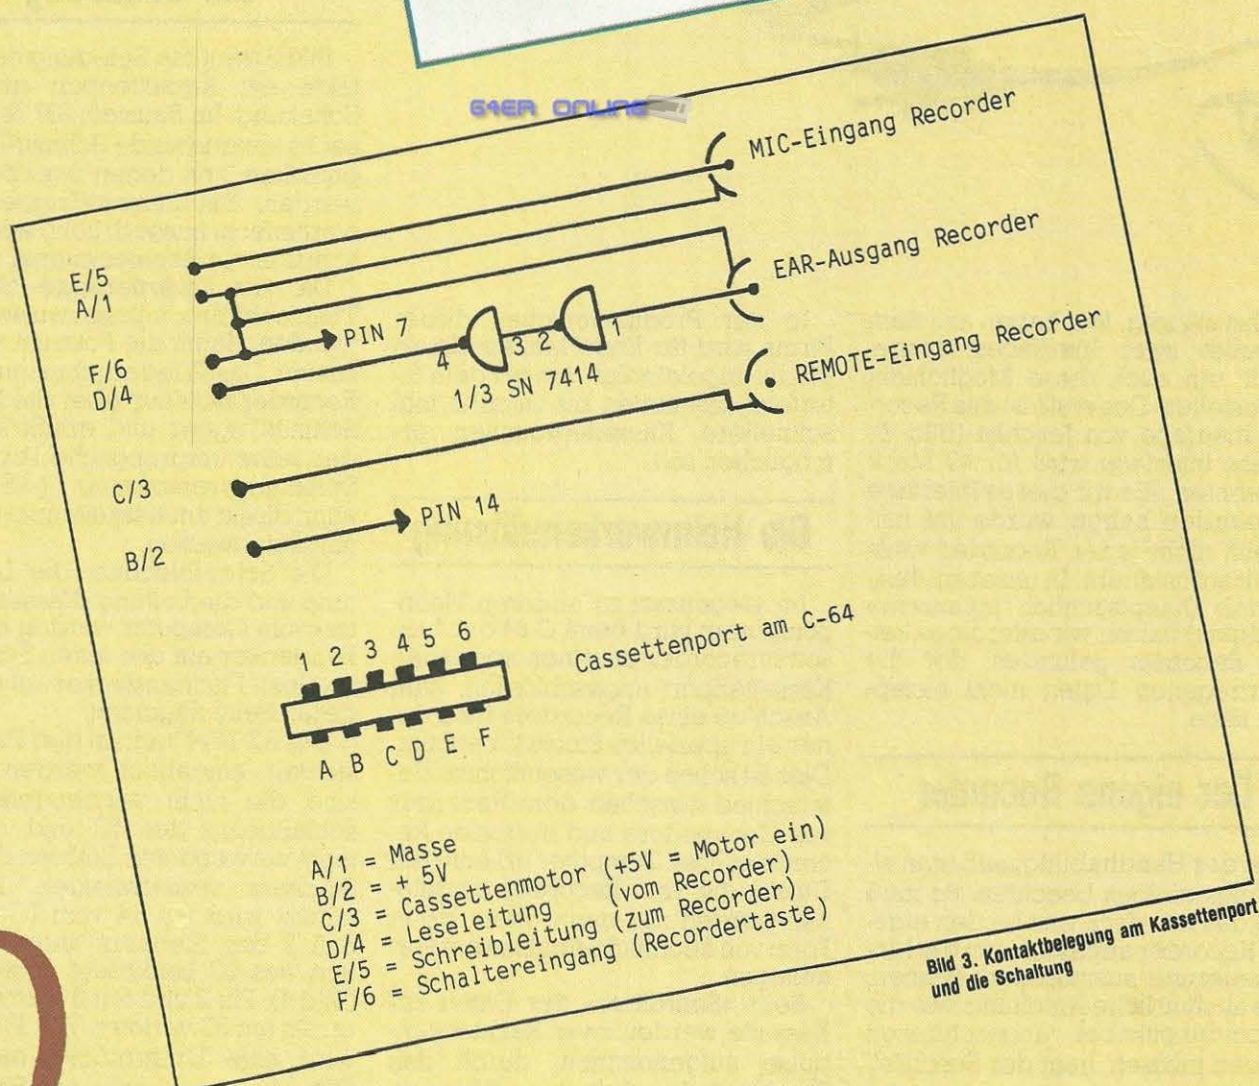 64ER ONLINE
MIC-Eingang Recorder
E/5
A/1
EAR-Ausgang Recorder
PIN 7
4 3 2
F/6
D/4
1/3 SN 7414
REMOTE-Eingang Recorder
C/3
PIN 14
B/2
1 2 3 4 5 6
Cassettenport am C-64
A B C D E F
A/1 = Masse
B/2 = + 5V
C/3 = Cassettenmotor (+5V = Motor ein)
D/4 = Leseleitung (vom Recorder)
E/5 = Schreibleitung (zum Recorder)
F/6 = Schaltereingang (Recordertaste)
Bild 3. Kontaktbelegung am Kassettenport
und die Schaltung